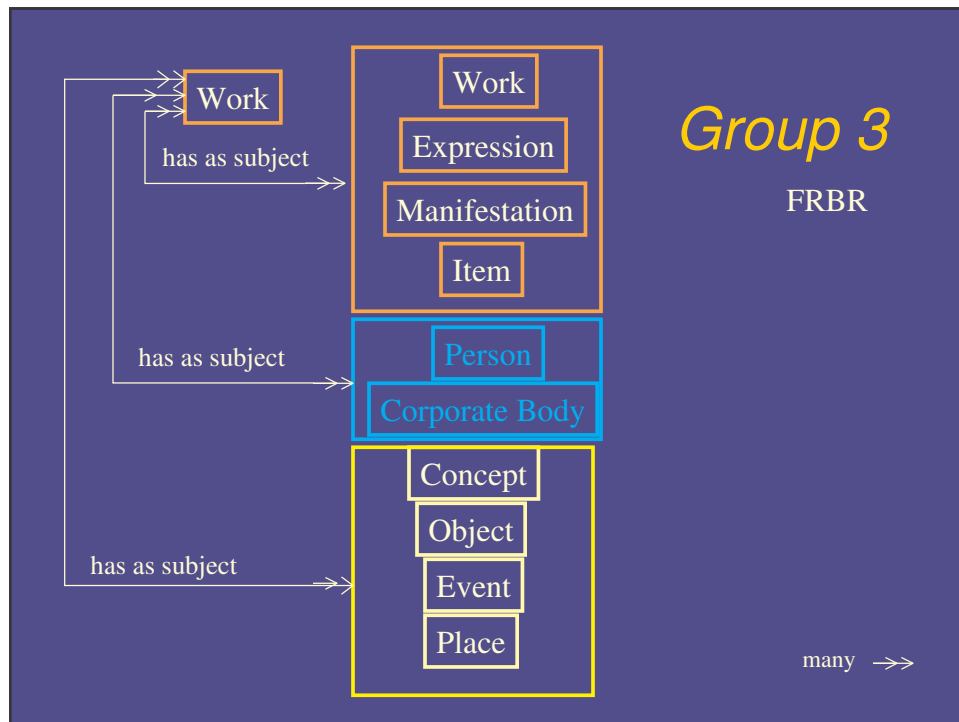 Group 3
FRBR
Work
has as subject
Work
Expression
Manifestation
Item
has as subject
Person
Corporate Body
has as subject
Concept
Object
Event
Place
many